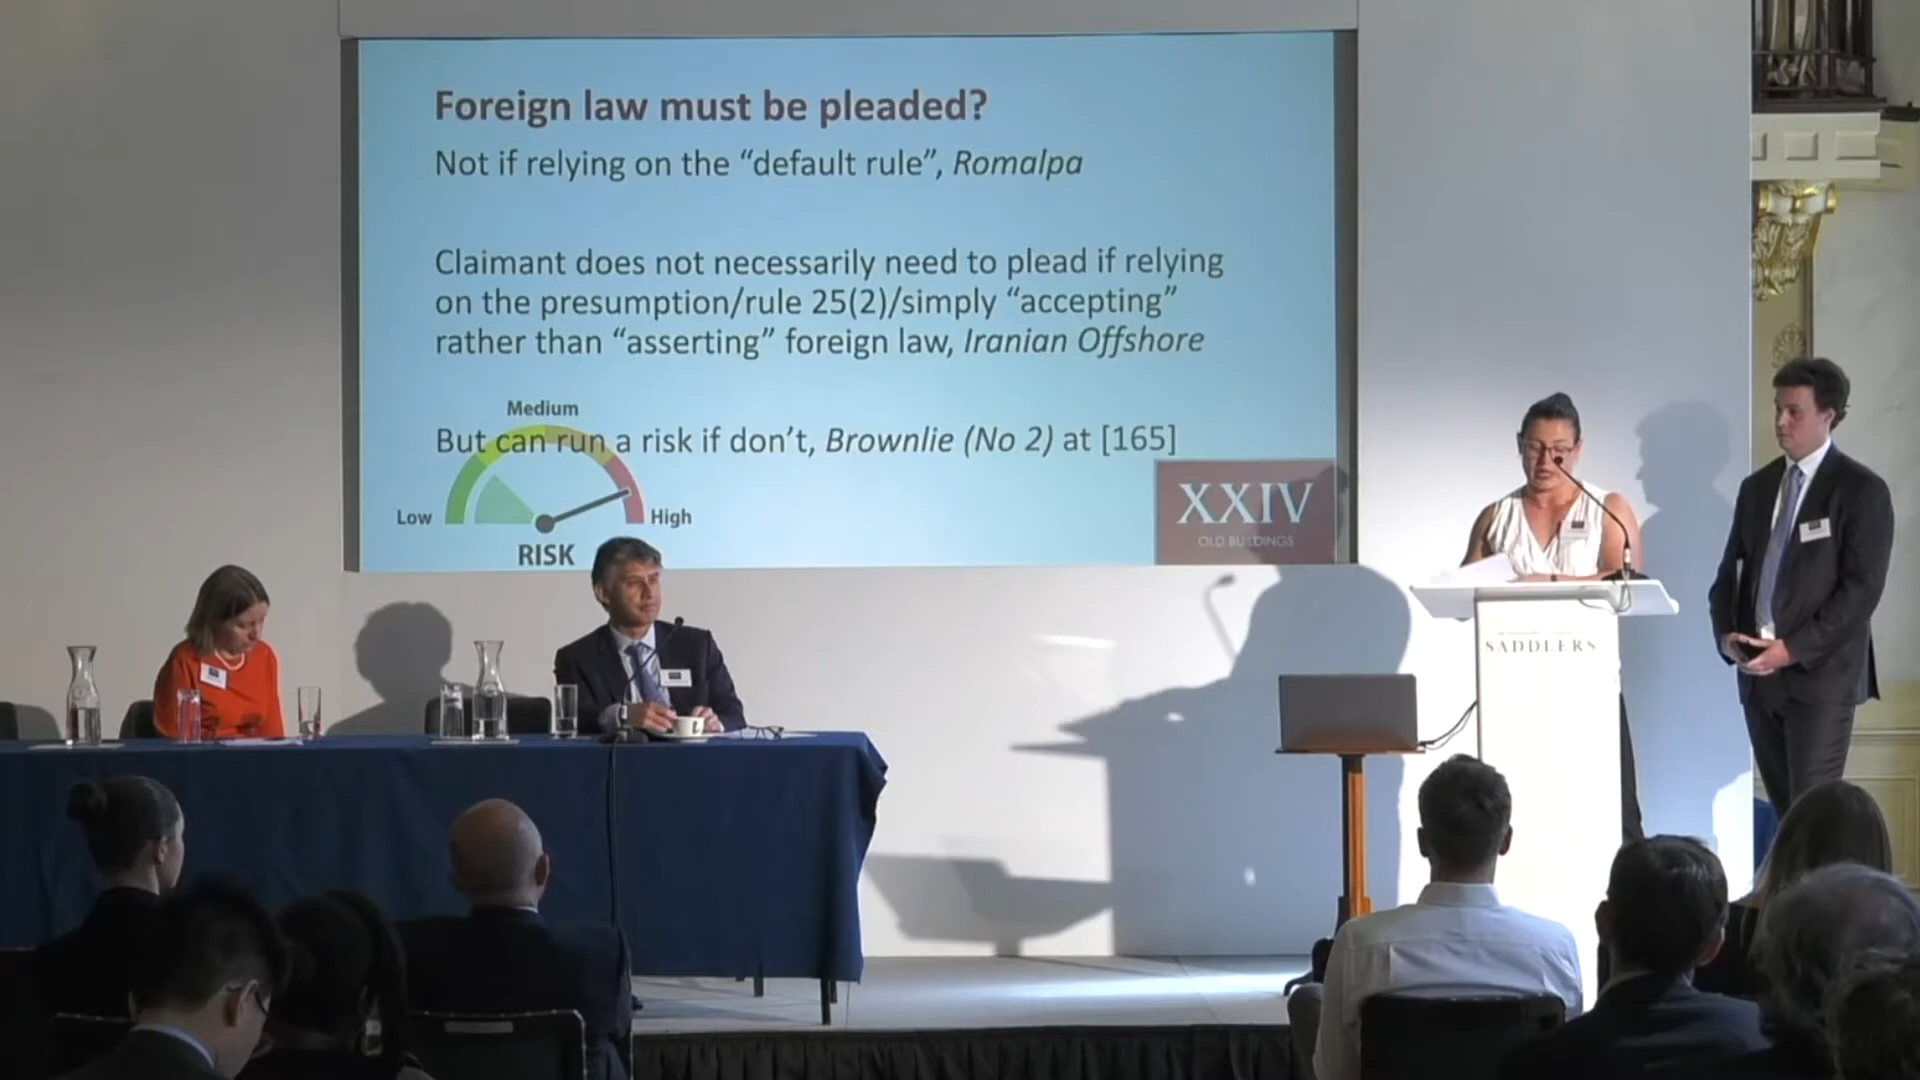 Foreign law must be pleaded?
Not if relying on the “default rule”, Romalpa
Claimant does not necessarily need to plead if relying
on the presumption/rule 25(2)/simply “accepting”
rather than “asserting” foreign law, Iranian Offshore
But can run a risk if don’t, Brownlie (No 2) at [165]
Medium
Low
High
RISK
XXIV
OLD BUILDINGS
SADDLERS